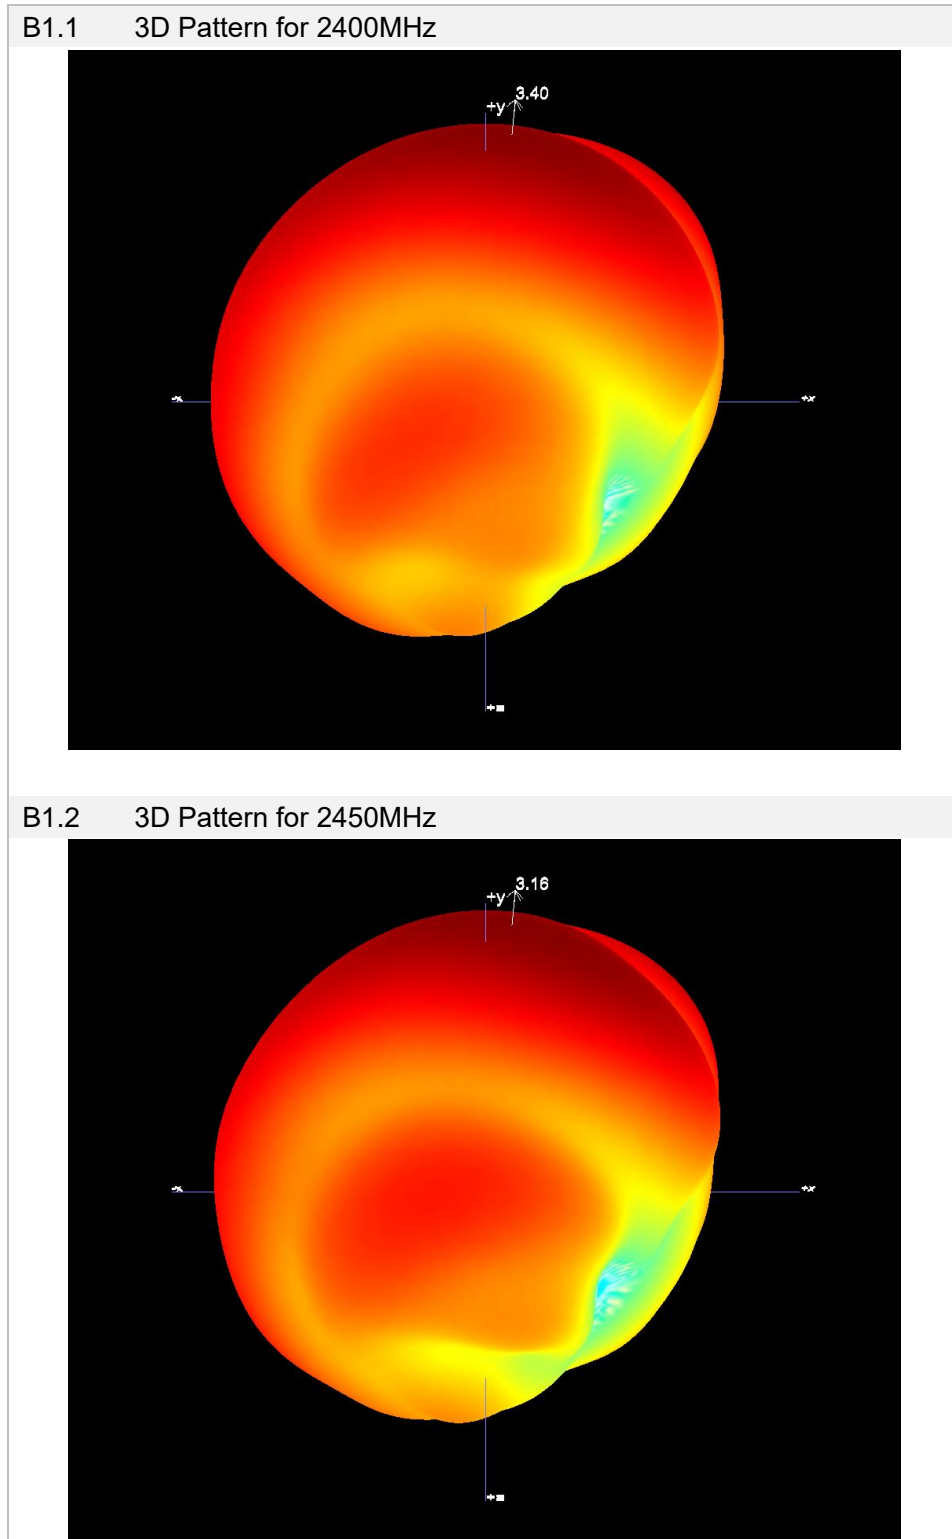 B1.1 3D Pattern for 2400MHz
3.40
+y
-x +x
B1.2 3D Pattern for 2450MHz
3.16
+y
-x +x